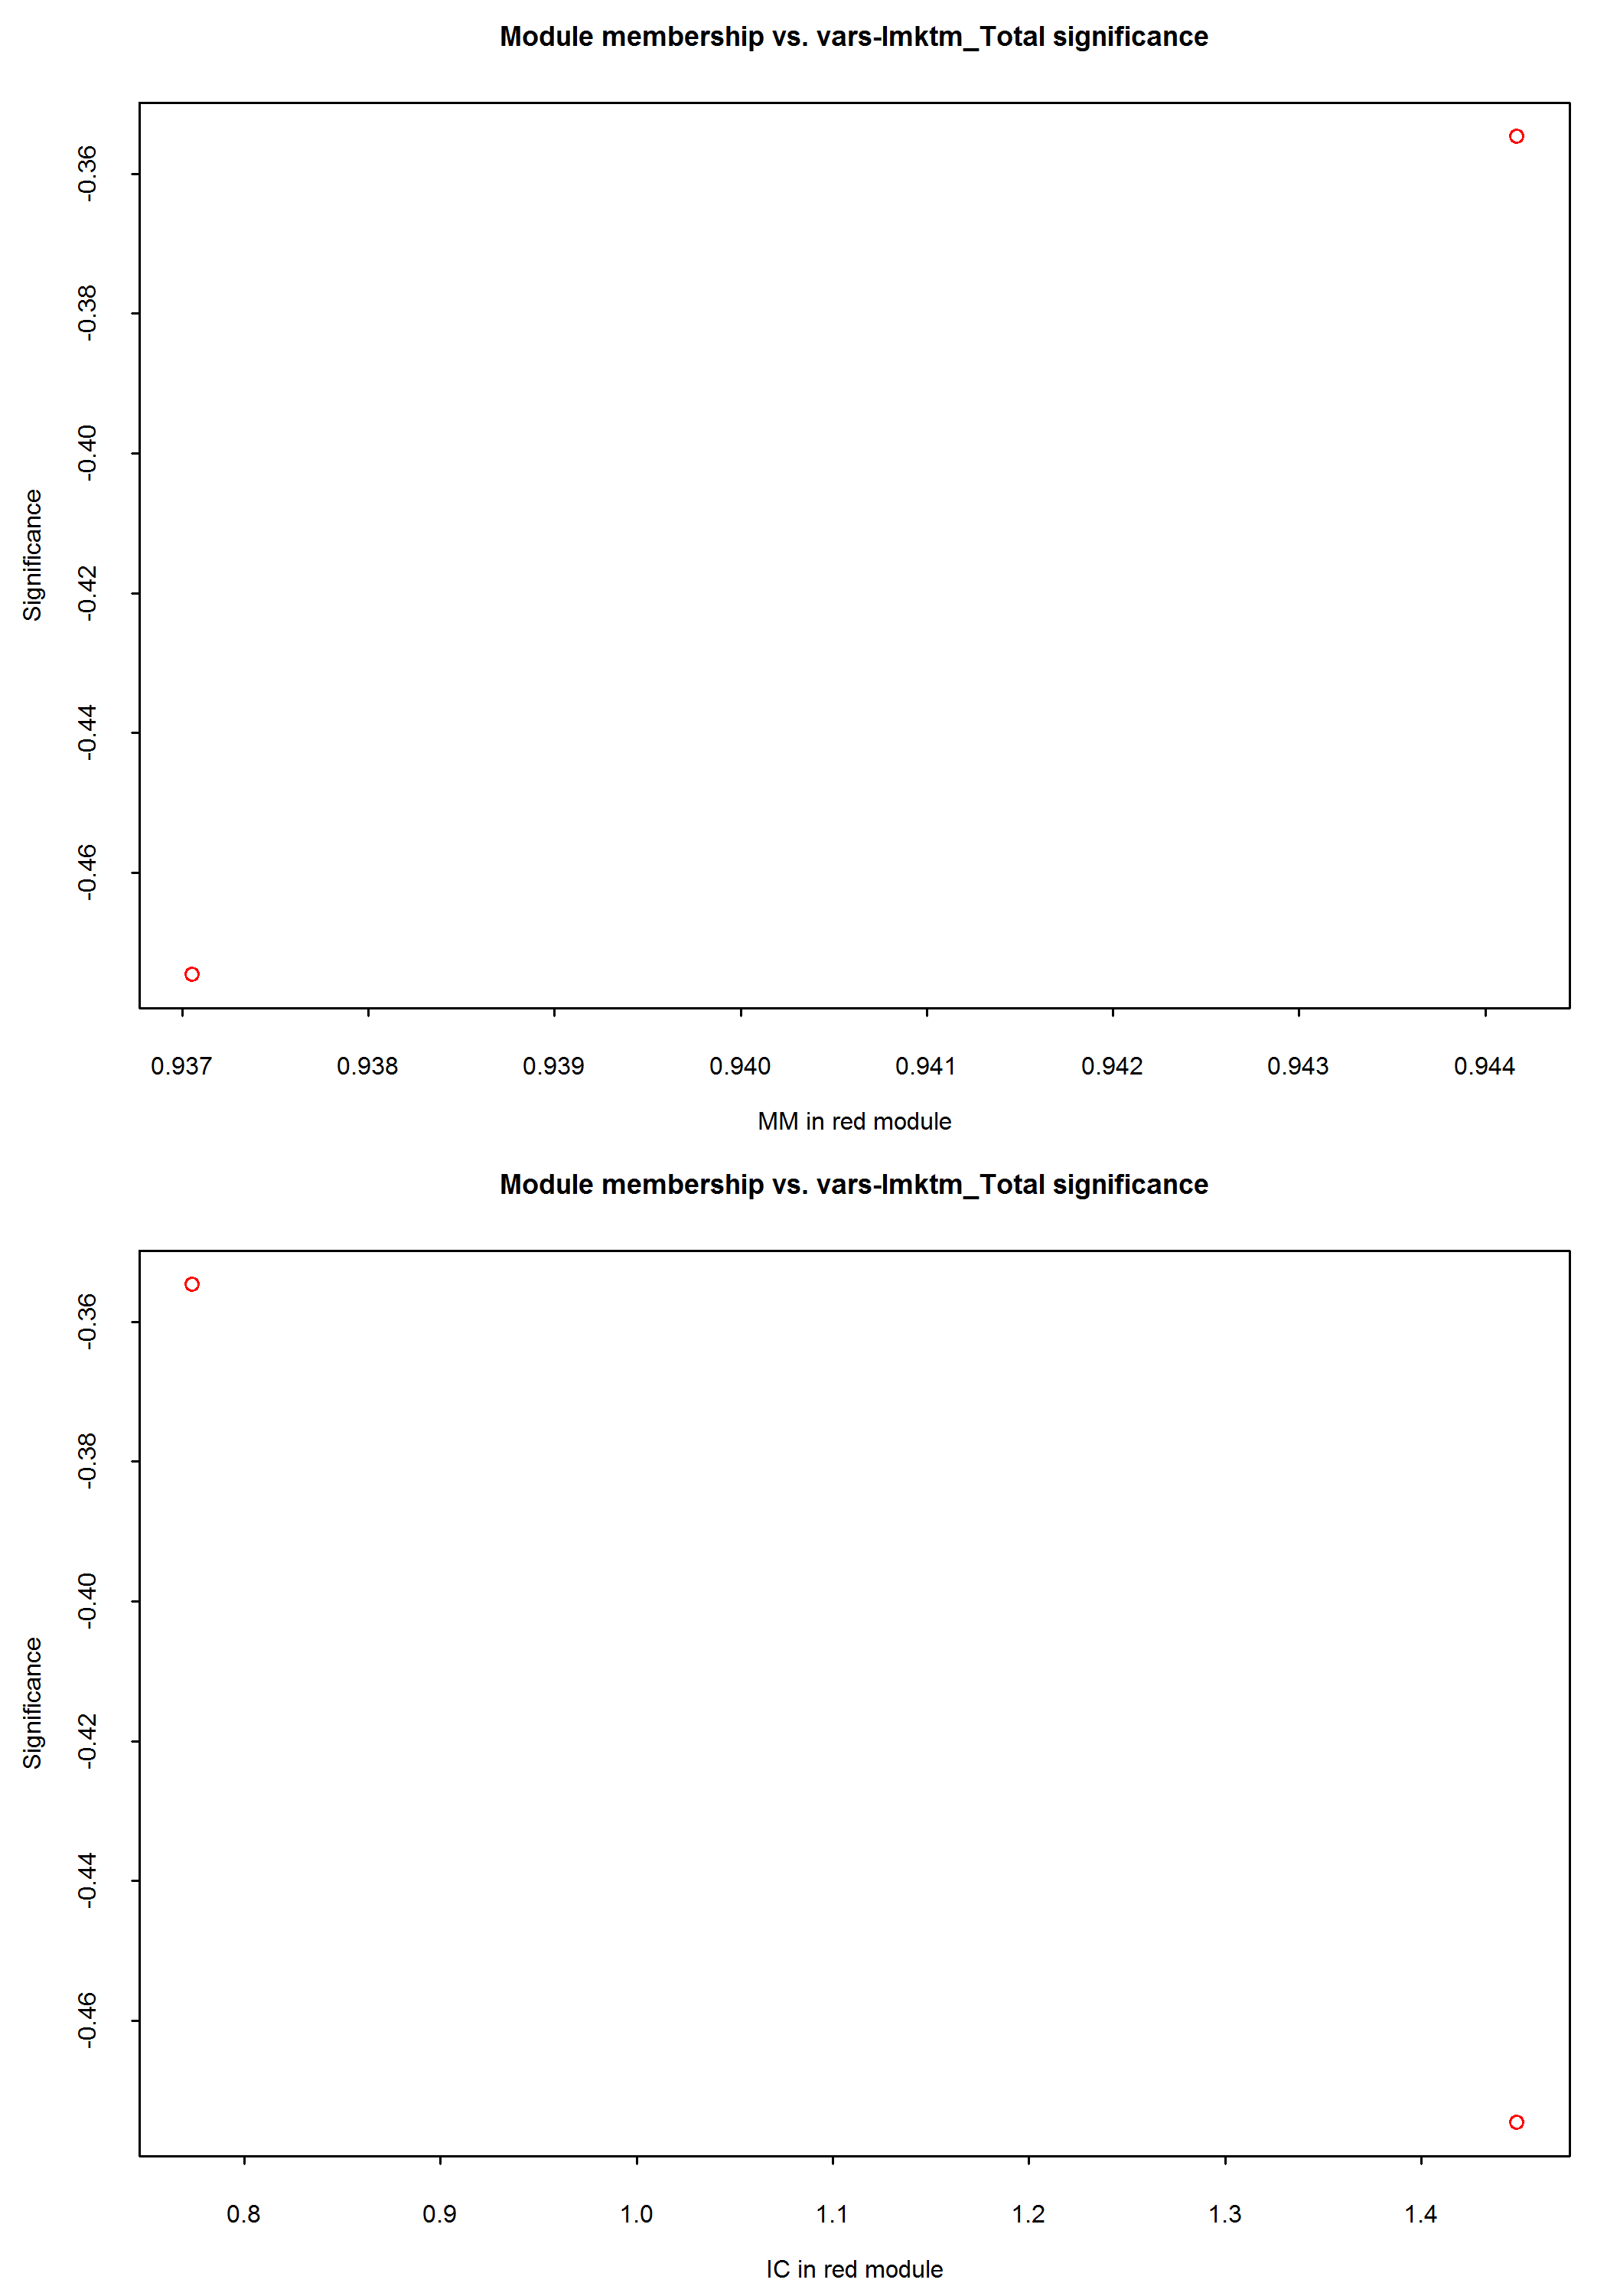 Module membership vs. vars-lmktm_Total significance
-0.36
-0.38
-0.40
-0.42
-0.44
-0.46
Significance
0.937 0.938 0.939 0.940 0.941 0.942 0.943 0.944
MM in red module
Module membership vs. vars-lmktm_Total significance
-0.36
-0.38
-0.40
-0.42
-0.44
-0.46
Significance
0.8 0.9 1.0 1.1 1.2 1.3 1.4
IC in red module